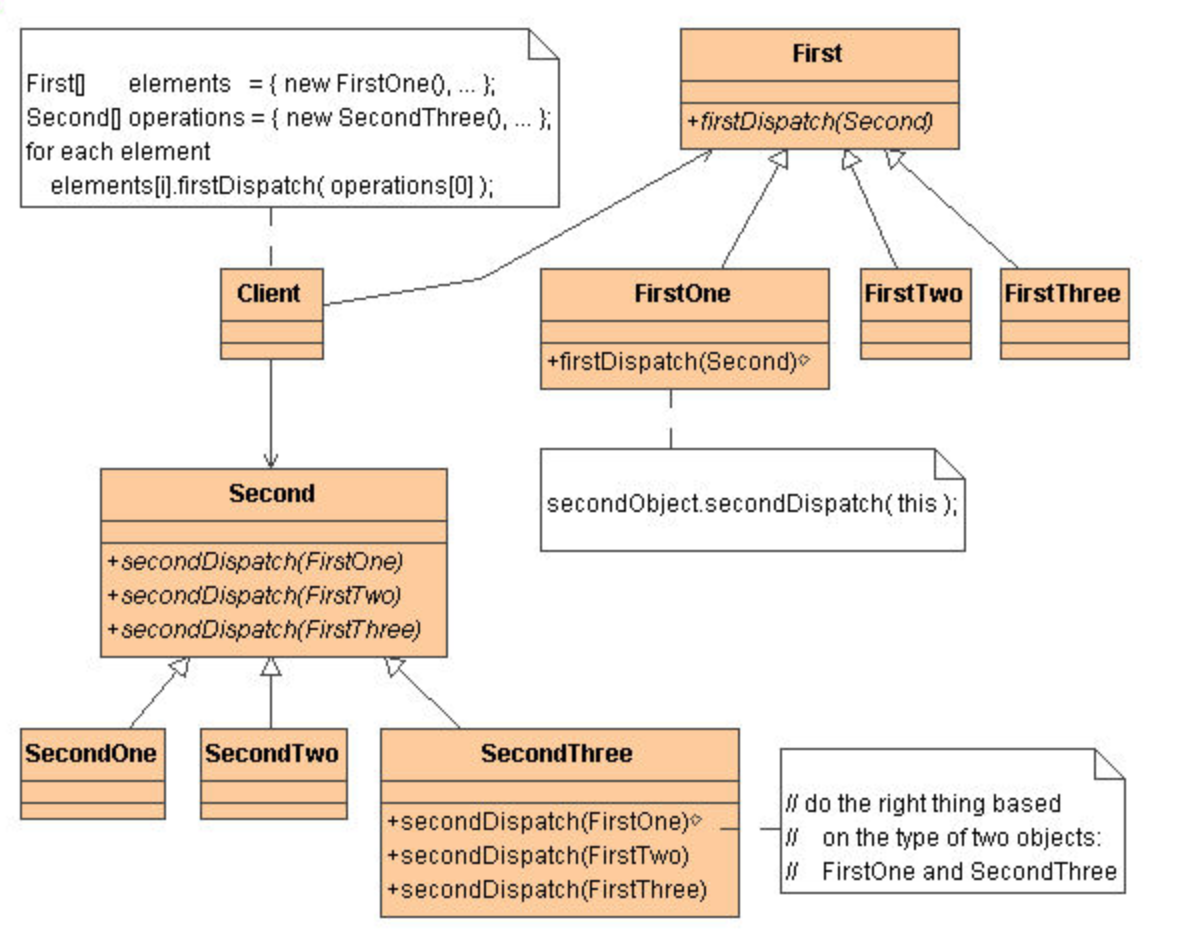 First[] elements = { new FirstOne(), ... };
Second[] operations = { new SecondThree(), ... };
for each element
elements[i].firstDispatch( operations[0] );
First
+firstDispatch(Second)
Client
FirstOne
+firstDispatch(Second)
FirstTwo
FirstThree
secondObject.secondDispatch( this );
Second
+secondDispatch(FirstOne)
+secondDispatch(FirstTwo)
+secondDispatch(FirstThree)
SecondOne
SecondTwo
SecondThree
+secondDispatch(FirstOne)
+secondDispatch(FirstTwo)
+secondDispatch(FirstThree)
// do the right thing based
// on the type of two objects:
// FirstOne and SecondThree